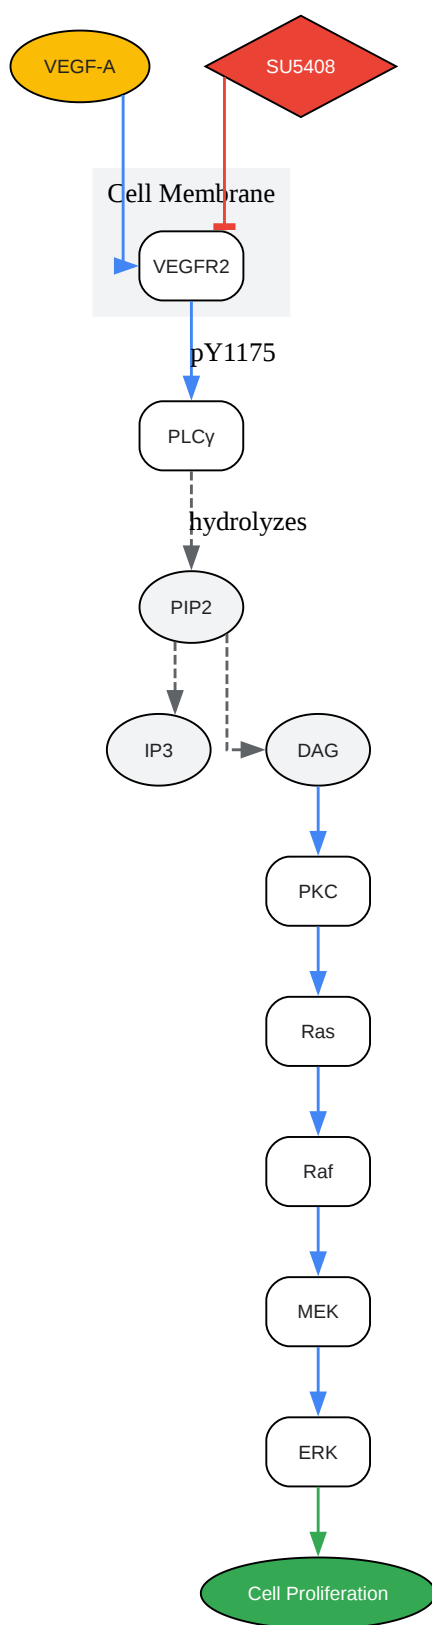 VEGF-A
SU5408
Cell Membrane
VEGFR2
pY1175
PLCγ
hydrolyzes
PIP2
IP3
DAG
PKC
Ras
Raf
MEK
ERK
Cell Proliferation